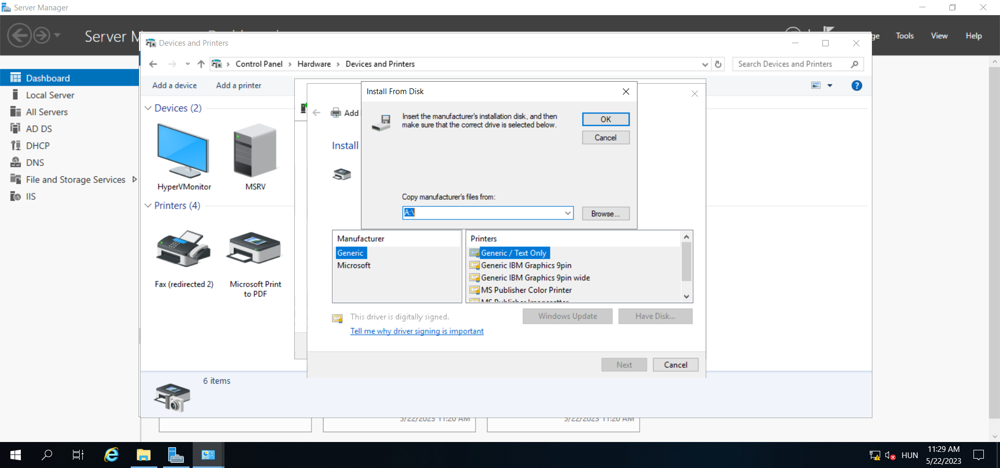 Server Manager
Server M
ge
Tools
View
Help
Devices and Printers
Control Panel
Hardware
Devices and Printers
Search Devices and Printers
Add a device
Add a printer
Dashboard
Local Server
All Servers
AD DS
DHCP
DNS
File and Storage Services
IIS
Devices (2)
HyperVMonitor
MSRV
Printers (4)
Fax (redirected 2)
Microsoft Print
to PDF
6 items
Add
Install
Install From Disk
Insert the manufacturer's installation disk, and then
make sure that the correct drive is selected below.
OK
Cancel
Copy manufacturer's files from:
A:\
Browse...
Manufacturer
Generic
Microsoft
Printers
Generic / Text Only
Generic IBM Graphics 9pin
Generic IBM Graphics 9pin wide
MS Publisher Color Printer
MS Publisher Imagesetter
This driver is digitally signed.
Tell me why driver signing is important
Windows Update
Have Disk...
Next
Cancel
5/22/2023 11:20 AM
5/22/2023 11:20 AM
HUN
11:29 AM
5/22/2023